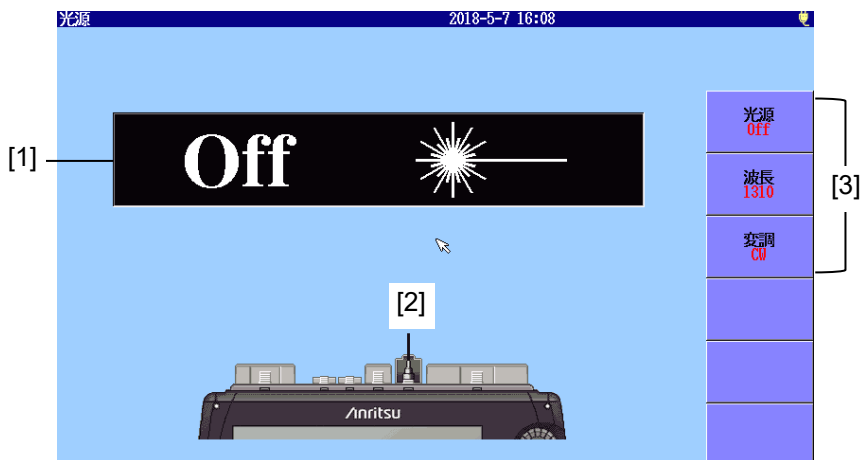 光源
2018-5-7 16:08
[1]
Off
光源
Off
波長
1310
変調
CW
[3]
[2]
Anritsu